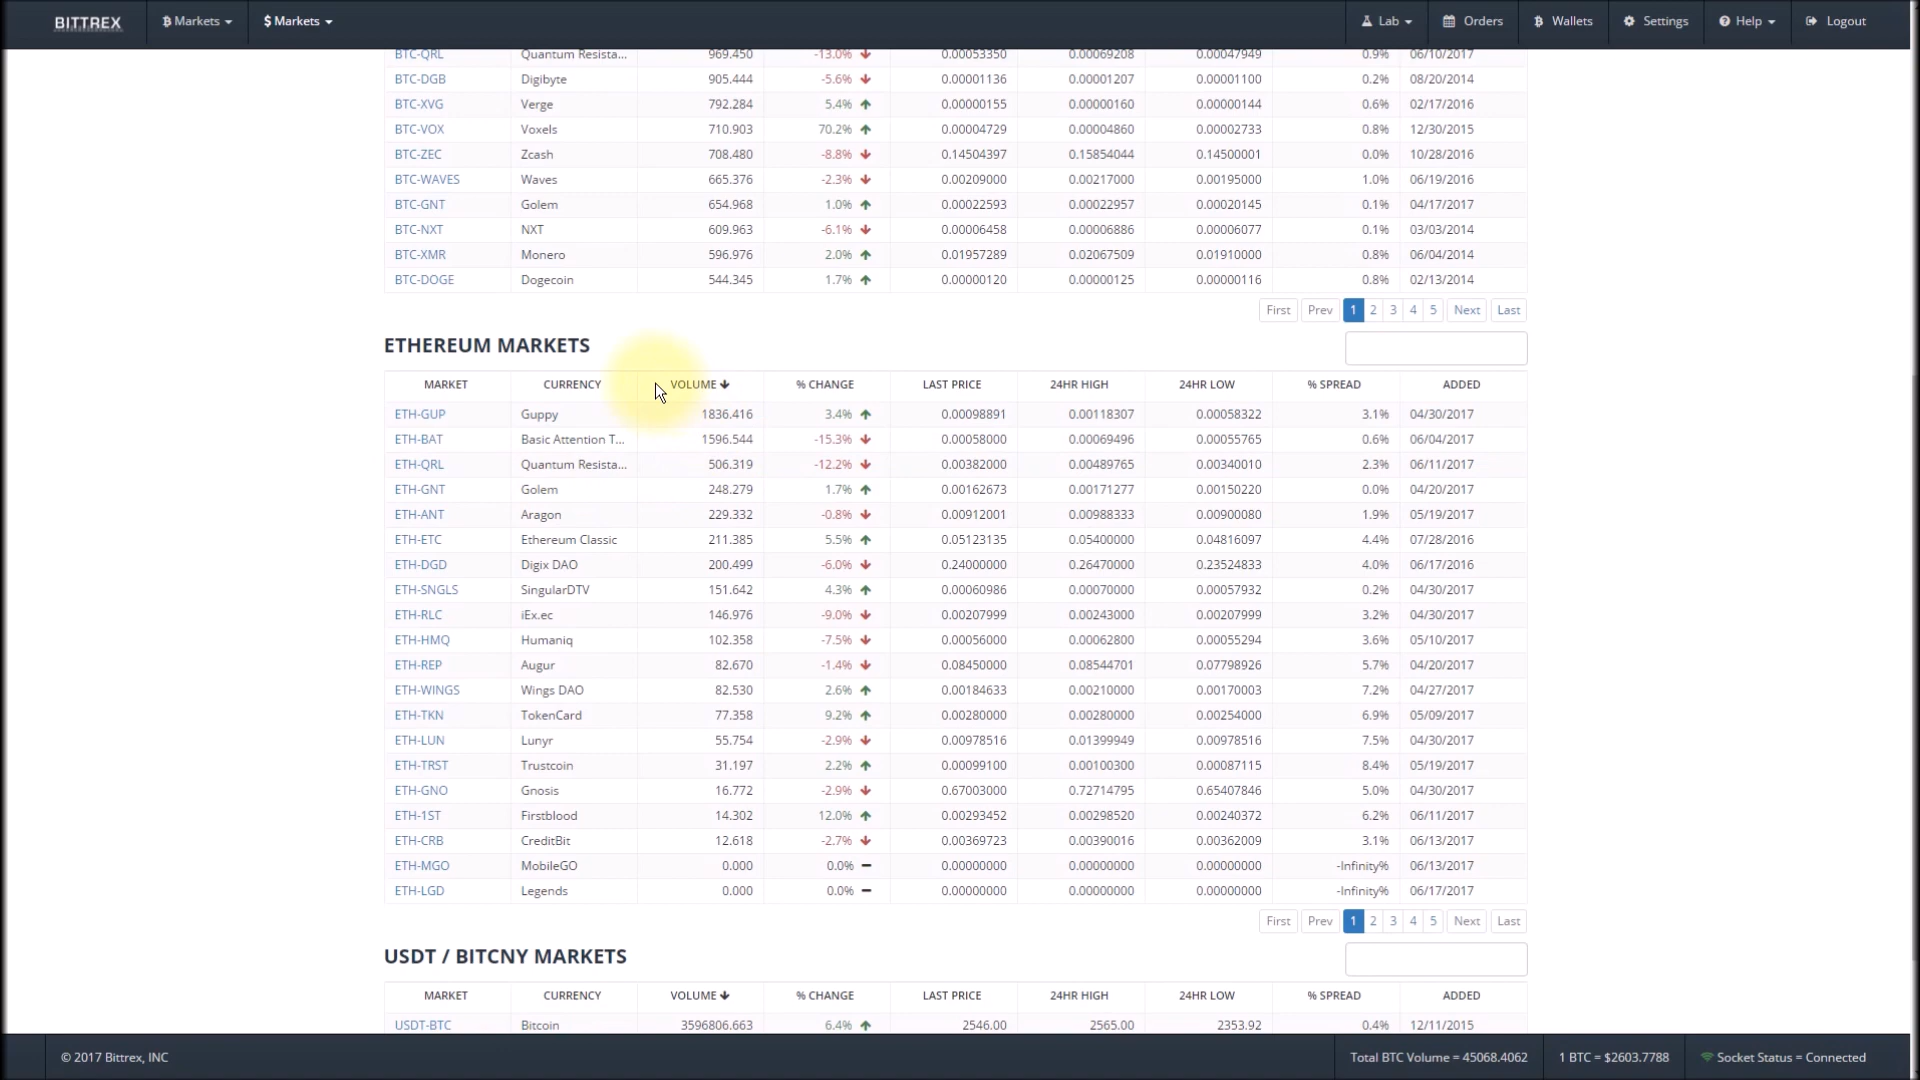 BITTREX Markets $ Markets Lab Orders Wallets Settings Help Logout
BTC-QRL Quantum Resista... 969.450 -13.0% 0.00053350 0.00069208 0.00047949 0.9% 06/10/2017
BTC-DGB Digibyte 905.444 -5.6% 0.00001136 0.00001207 0.00001100 0.2% 08/20/2014
BTC-XVG Verge 792.284 5.4% 0.00000155 0.00000160 0.00000144 0.6% 02/17/2016
BTC-VOX Voxels 710.903 70.2% 0.00004729 0.00004860 0.00002733 0.8% 12/30/2015
BTC-ZEC Zcash 708.480 -8.8% 0.14504397 0.15854044 0.14500001 0.0% 10/28/2016
BTC-WAVES Waves 665.376 -2.3% 0.00209000 0.00217000 0.00195000 1.0% 06/19/2016
BTC-GNT Golem 654.968 1.0% 0.00022593 0.00022957 0.00020145 0.1% 04/17/2017
BTC-NXT NXT 609.963 -6.1% 0.00006458 0.00006886 0.00006077 0.1% 03/03/2014
BTC-XMR Monero 596.976 2.0% 0.01957289 0.02067509 0.01910000 0.8% 06/04/2014
BTC-DOGE Dogecoin 544.345 1.7% 0.00000120 0.00000125 0.00000116 0.8% 02/13/2014
First Prev 1 2 3 4 5 Next Last
ETHEREUM MARKETS
MARKET CURRENCY VOLUME % CHANGE LAST PRICE 24HR HIGH 24HR LOW % SPREAD ADDED
ETH-GUP Guppy 1836.416 3.4% 0.00098891 0.00118307 0.00058322 3.1% 04/30/2017
ETH-BAT Basic Attention T... 1596.544 -15.3% 0.00058000 0.00069496 0.00055765 0.6% 06/04/2017
ETH-QRL Quantum Resista... 506.319 -12.2% 0.00382000 0.00489765 0.00340010 2.3% 06/11/2017
ETH-GNT Golem 248.279 1.7% 0.00162673 0.00171277 0.00150220 0.0% 04/20/2017
ETH-ANT Aragon 229.332 -0.8% 0.00912001 0.00988333 0.00900080 1.9% 05/19/2017
ETH-ETC Ethereum Classic 211.385 5.5% 0.05123135 0.05400000 0.04816097 4.4% 07/28/2016
ETH-DGD Digix DAO 200.499 -6.0% 0.24000000 0.26470000 0.23524833 4.0% 06/17/2016
ETH-SNGLS SingularDTV 151.642 4.3% 0.00060986 0.00070000 0.00057932 0.2% 04/30/2017
ETH-RLC iEx.ec 146.976 -9.0% 0.00207999 0.00243000 0.00207999 3.2% 04/30/2017
ETH-HMQ Humaniq 102.358 -7.5% 0.00056000 0.00062800 0.00055294 3.6% 05/10/2017
ETH-REP Augur 82.670 -1.4% 0.08450000 0.08544701 0.07798926 5.7% 04/20/2017
ETH-WINGS Wings DAO 82.530 2.6% 0.00184633 0.00210000 0.00170003 7.2% 04/27/2017
ETH-TKN TokenCard 77.358 9.2% 0.00280000 0.00280000 0.00254000 6.9% 05/09/2017
ETH-LUN Lunyr 55.754 -2.9% 0.00978516 0.01399949 0.00978516 7.5% 04/30/2017
ETH-TRST Trustcoin 31.197 2.2% 0.00099100 0.00100300 0.00087115 8.4% 05/19/2017
ETH-GNO Gnosis 16.772 -2.9% 0.67003000 0.72714795 0.65407846 5.0% 04/30/2017
ETH-1ST Firstblood 14.302 12.0% 0.00293452 0.00298520 0.00240372 6.2% 06/11/2017
ETH-CRB CreditBit 12.618 -2.7% 0.00369723 0.00390016 0.00362009 3.1% 06/13/2017
ETH-MGO MobileGO 0.000 0.0% 0.00000000 0.00000000 0.00000000 -Infinity% 06/13/2017
ETH-LGD Legends 0.000 0.0% 0.00000000 0.00000000 0.00000000 -Infinity% 06/17/2017
First Prev 1 2 3 4 5 Next Last
USDT / BITCNY MARKETS
MARKET CURRENCY VOLUME % CHANGE LAST PRICE 24HR HIGH 24HR LOW % SPREAD ADDED
USDT-BTC Bitcoin 3596806.663 6.4% 2546.00 2565.00 2353.92 0.4% 12/11/2015
© 2017 Bittrex, INC Total BTC Volume = 45068.4062 1 BTC = $2603.7788 Socket Status = Connected